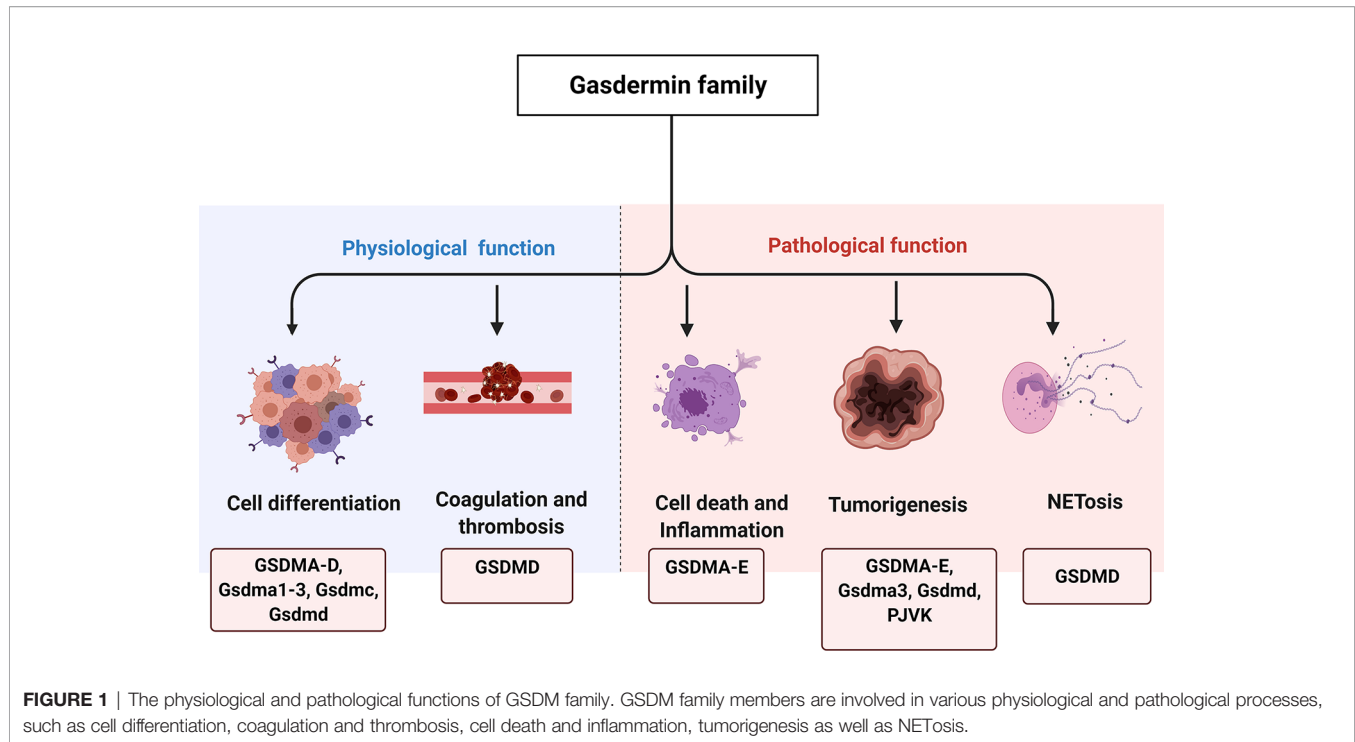 Gasdermin family
Physiological function
Pathological function
Cell differentiation
Coagulation and
thrombosis
Cell death and
Inflammation
Tumorigenesis
NETosis
GSDMA-D,
Gsdma1-3, Gsdmc,
Gsdmd
GSDMD
GSDMA-E
GSDMA-E,
Gsdma3, Gsdmd,
PJVK
GSDMD
FIGURE 1 | The physiological and pathological functions of GSDM family. GSDM family members are involved in various physiological and pathological processes,
such as cell differentiation, coagulation and thrombosis, cell death and inflammation, tumorigenesis as well as NETosis.